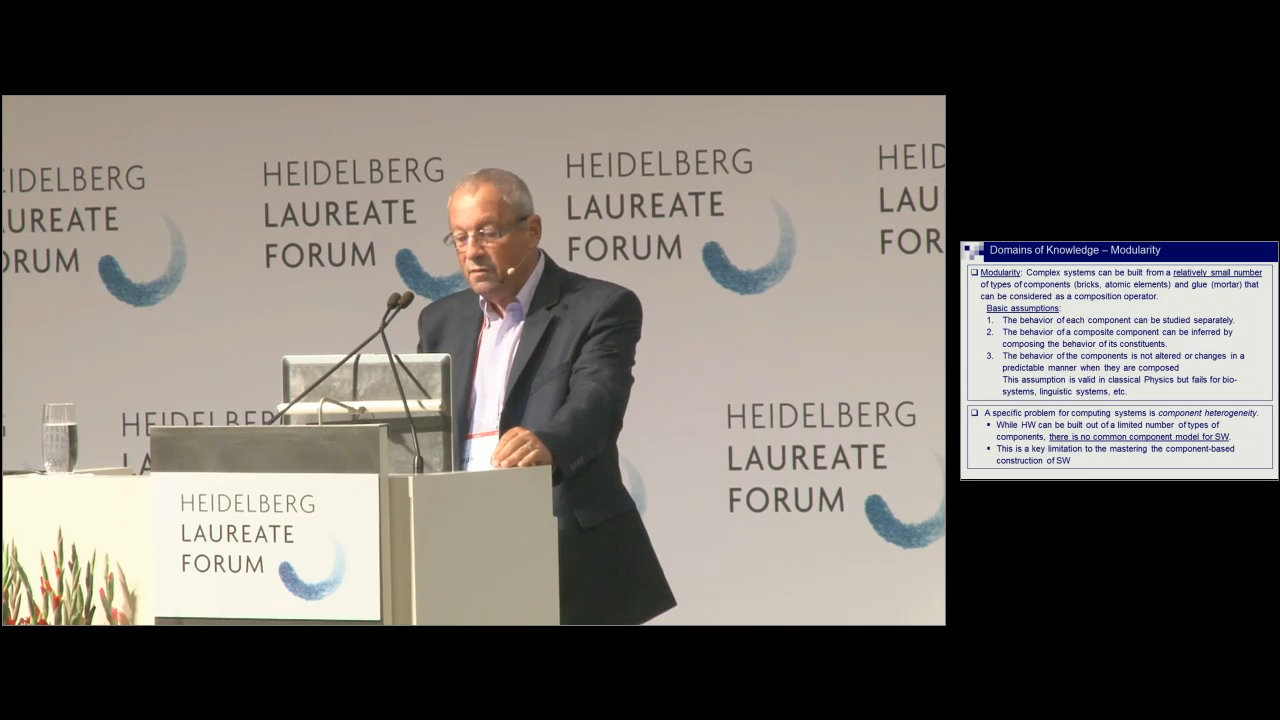 EIDELBERG
AUREATE
ORUM
HEIDELBERG
LAUREATE
FORUM
HEIDELBERG
LAUREATE
FORUM
HEID
LAU
FOR
HEIDELBERG
LA
HEIDELBERG
LAUREATE
FORUM
HEIDELBERG
LAUREATE
FORUM
Domains of Knowledge – Modularity
Modularity: Complex systems can be built from a relatively small number
of types of components (bricks, atomic elements) and glue (mortar) that
can be considered as a composition operator.
Basic assumptions:
1. The behavior of each component can be studied separately.
2. The behavior of a composite component can be inferred by
composing the behavior of its constituents.
3. The behavior of the components is not altered or changes in a
predictable manner when they are composed
This assumption is valid in classical Physics but fails for bio-
systems, linguistic systems, etc.
A specific problem for computing systems is component heterogeneity.
▪ While HW can be built out of a limited number of types of
components, there is no common component model for SW.
▪ This is a key limitation to the mastering the component-based
construction of SW